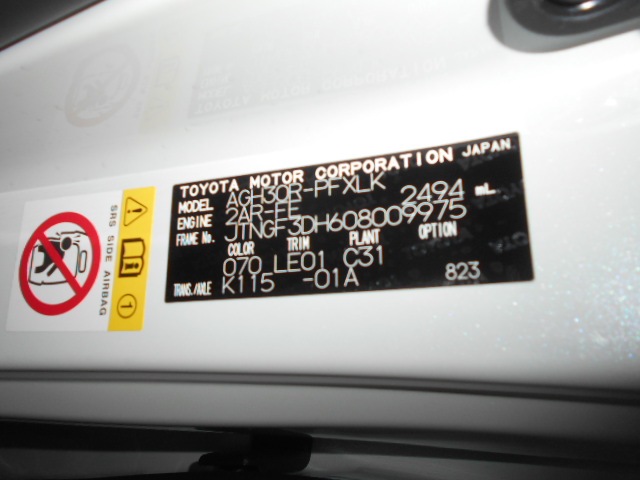 TOYOTA MOTOR CORPORATION JAPAN
MODEL AGH30R-PFXLK
ENGINE 2AR-FE 2494 mL
FRAME No. JTNGF3DH608009975
COLOR TRIM PLANT OPTION
070 LE01 C31
TRANS./AXLE K115 -01A 823
SRS SIDE AIRBAG